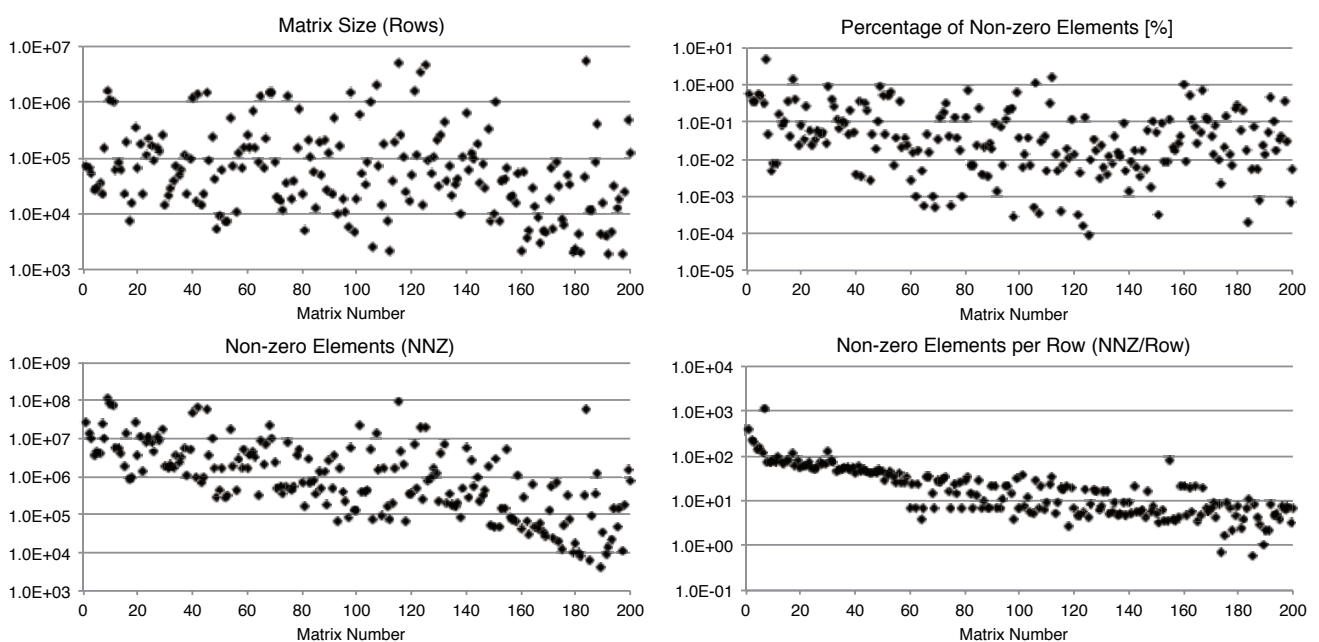 Matrix Size (Rows)
1.0E+07
1.0E+06
1.0E+05
1.0E+04
1.0E+03
0 20 40 60 80 100 120 140 160 180 200
Matrix Number
Percentage of Non-zero Elements [%]
1.0E+01
1.0E+00
1.0E-01
1.0E-02
1.0E-03
1.0E-04
1.0E-05
0 20 40 60 80 100 120 140 160 180 200
Matrix Number
Non-zero Elements (NNZ)
1.0E+09
1.0E+08
1.0E+07
1.0E+06
1.0E+05
1.0E+04
1.0E+03
0 20 40 60 80 100 120 140 160 180 200
Matrix Number
Non-zero Elements per Row (NNZ/Row)
1.0E+04
1.0E+03
1.0E+02
1.0E+01
1.0E+00
1.0E-01
0 20 40 60 80 100 120 140 160 180 200
Matrix Number